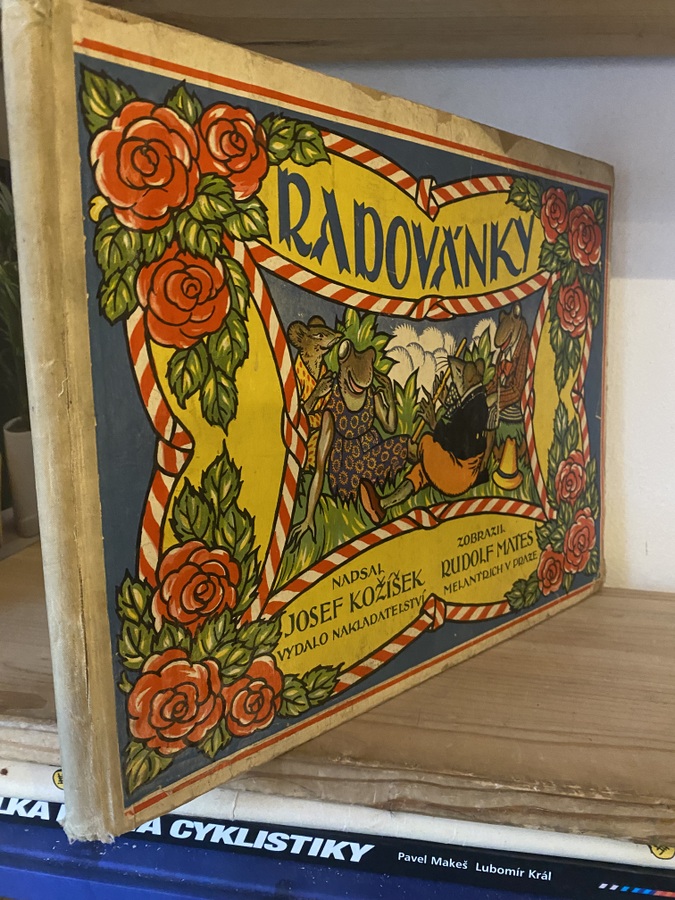 RADOVÁNKY
NADSAL
JOSEF KOŽÍŠEK
VYDALO NAKLADATELSTVÍ
ZOBRAZIL
RUDOLF MATES
MELANTRICH V PRAZE
CYKLISTIKY
Pavel Makeš Lubomír Král